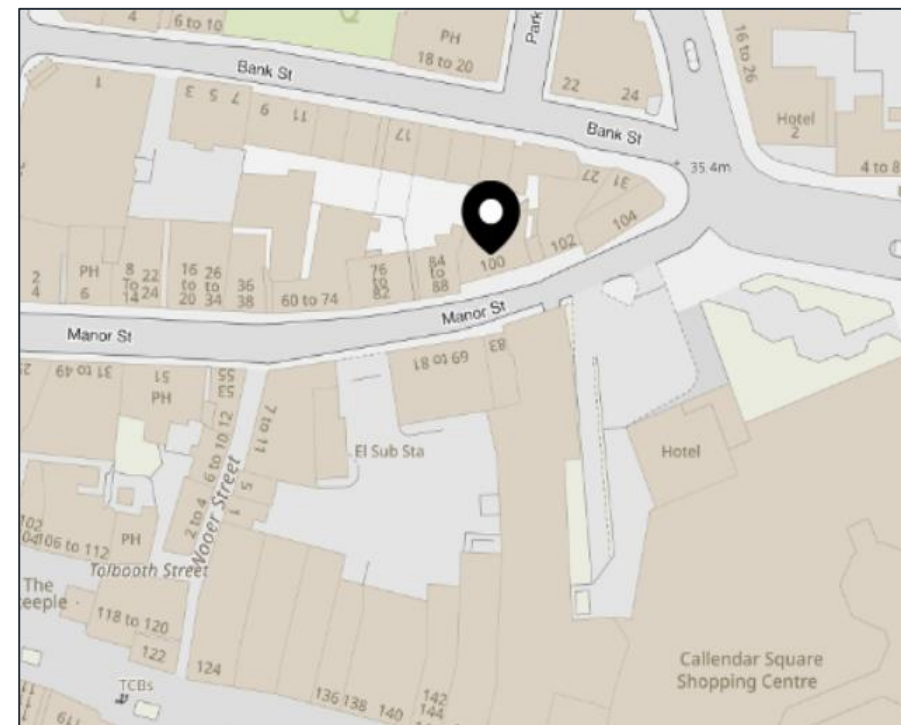 4
6 to 10
PH
18 to 20
Park
16 to 26
Bank St
1
3 5 7
9 11
17
22
24
Hotel
2
Bank St
35.4m
4 to 8
27 31
104
102
100
84
to
88
76
to
82
60 to 74
36
38
26
to
34
16
to
20
22
24
8
To
14
PH
6
2
4
Manor St
Manor St
83
69 to 81
31 to 49
51
PH
55
53
7 to 11
6 to 10 12
El Sub Sta
Hotel
5
1
2 to 4
Nooer Street
102
106 to 112
PH
Tolbooth Street
The
118 to 120
122
124
TCBs
136 138
140
142
144
119
Callendar Square
Shopping Centre